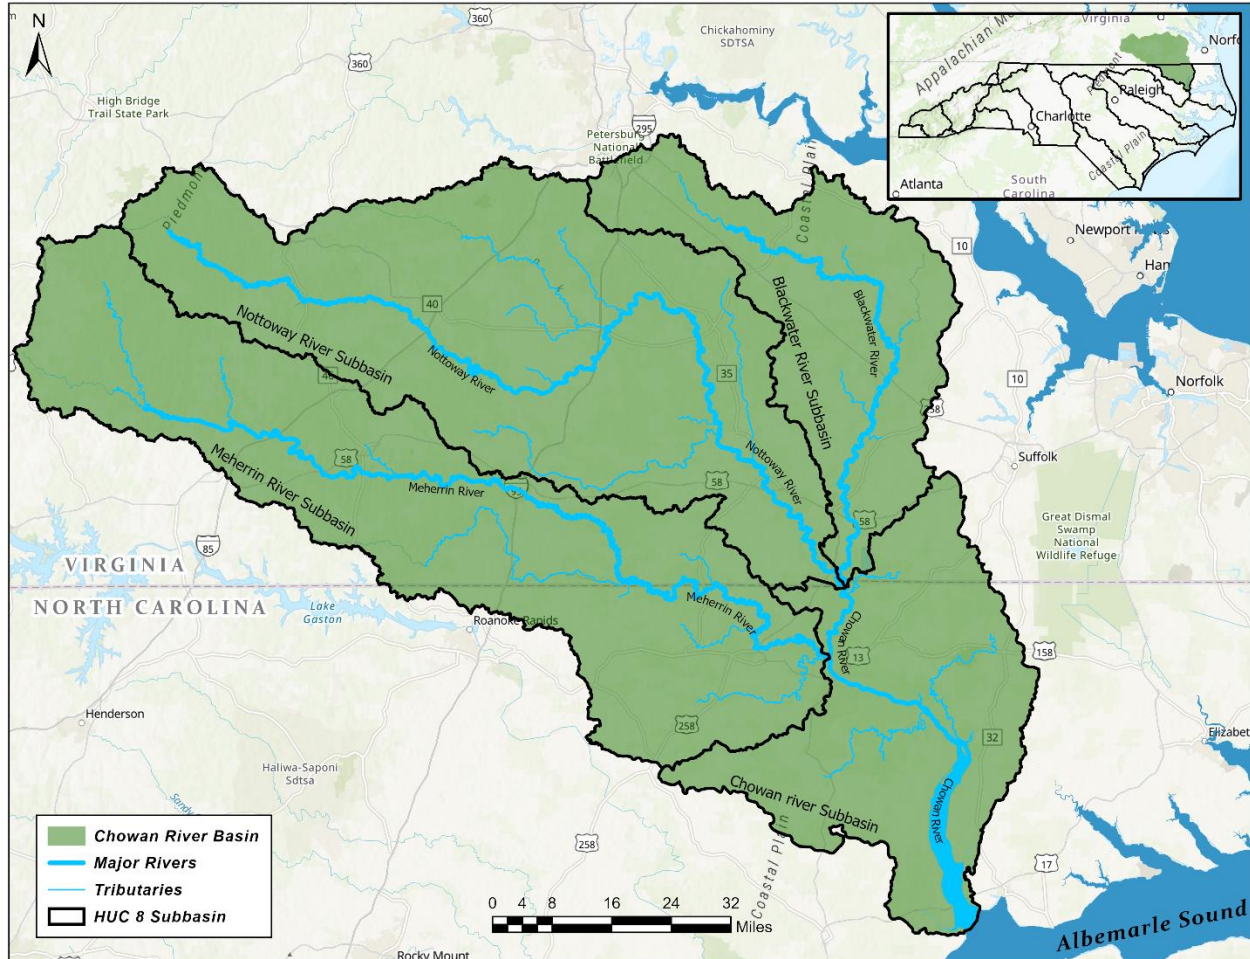 N
360
360
Chickahominy
SDTSA
High Bridge
Trail State Park
295
Petersburg
National
Battlefield
Piedmont
Coastal Plain
Virginia
Norfo
Appalachian Mo
Piedmont
Raleigh
Charlotte
Coastal Plain
South
Carolina
Atlanta
10
Newport
Ham
40
Nottoway River Subbasin
Nottoway River
Blackwater River Subbasin
Blackwater River
35
10
Norfolk
58
Suffolk
Meherrin River Subbasin
58
Meherrin River
Nottoway River
58
58
Great Dismal
Swamp
National
Wildlife Refuge
85
VIRGINIA
NORTH CAROLINA
Lake
Gaston
Roanoke Rapids
Meherrin River
Chowan River
13
158
Henderson
258
32
Elizabet
Haliwa-Saponi
Sdtsa
Sandy
Chowan river Subbasin
Chowan River
258
Coastal Plain
17
Chowan River Basin
Major Rivers
Tributaries
HUC 8 Subbasin
0 4 8 16 24 32
Miles
Albemarle Sound
Rocky Mount